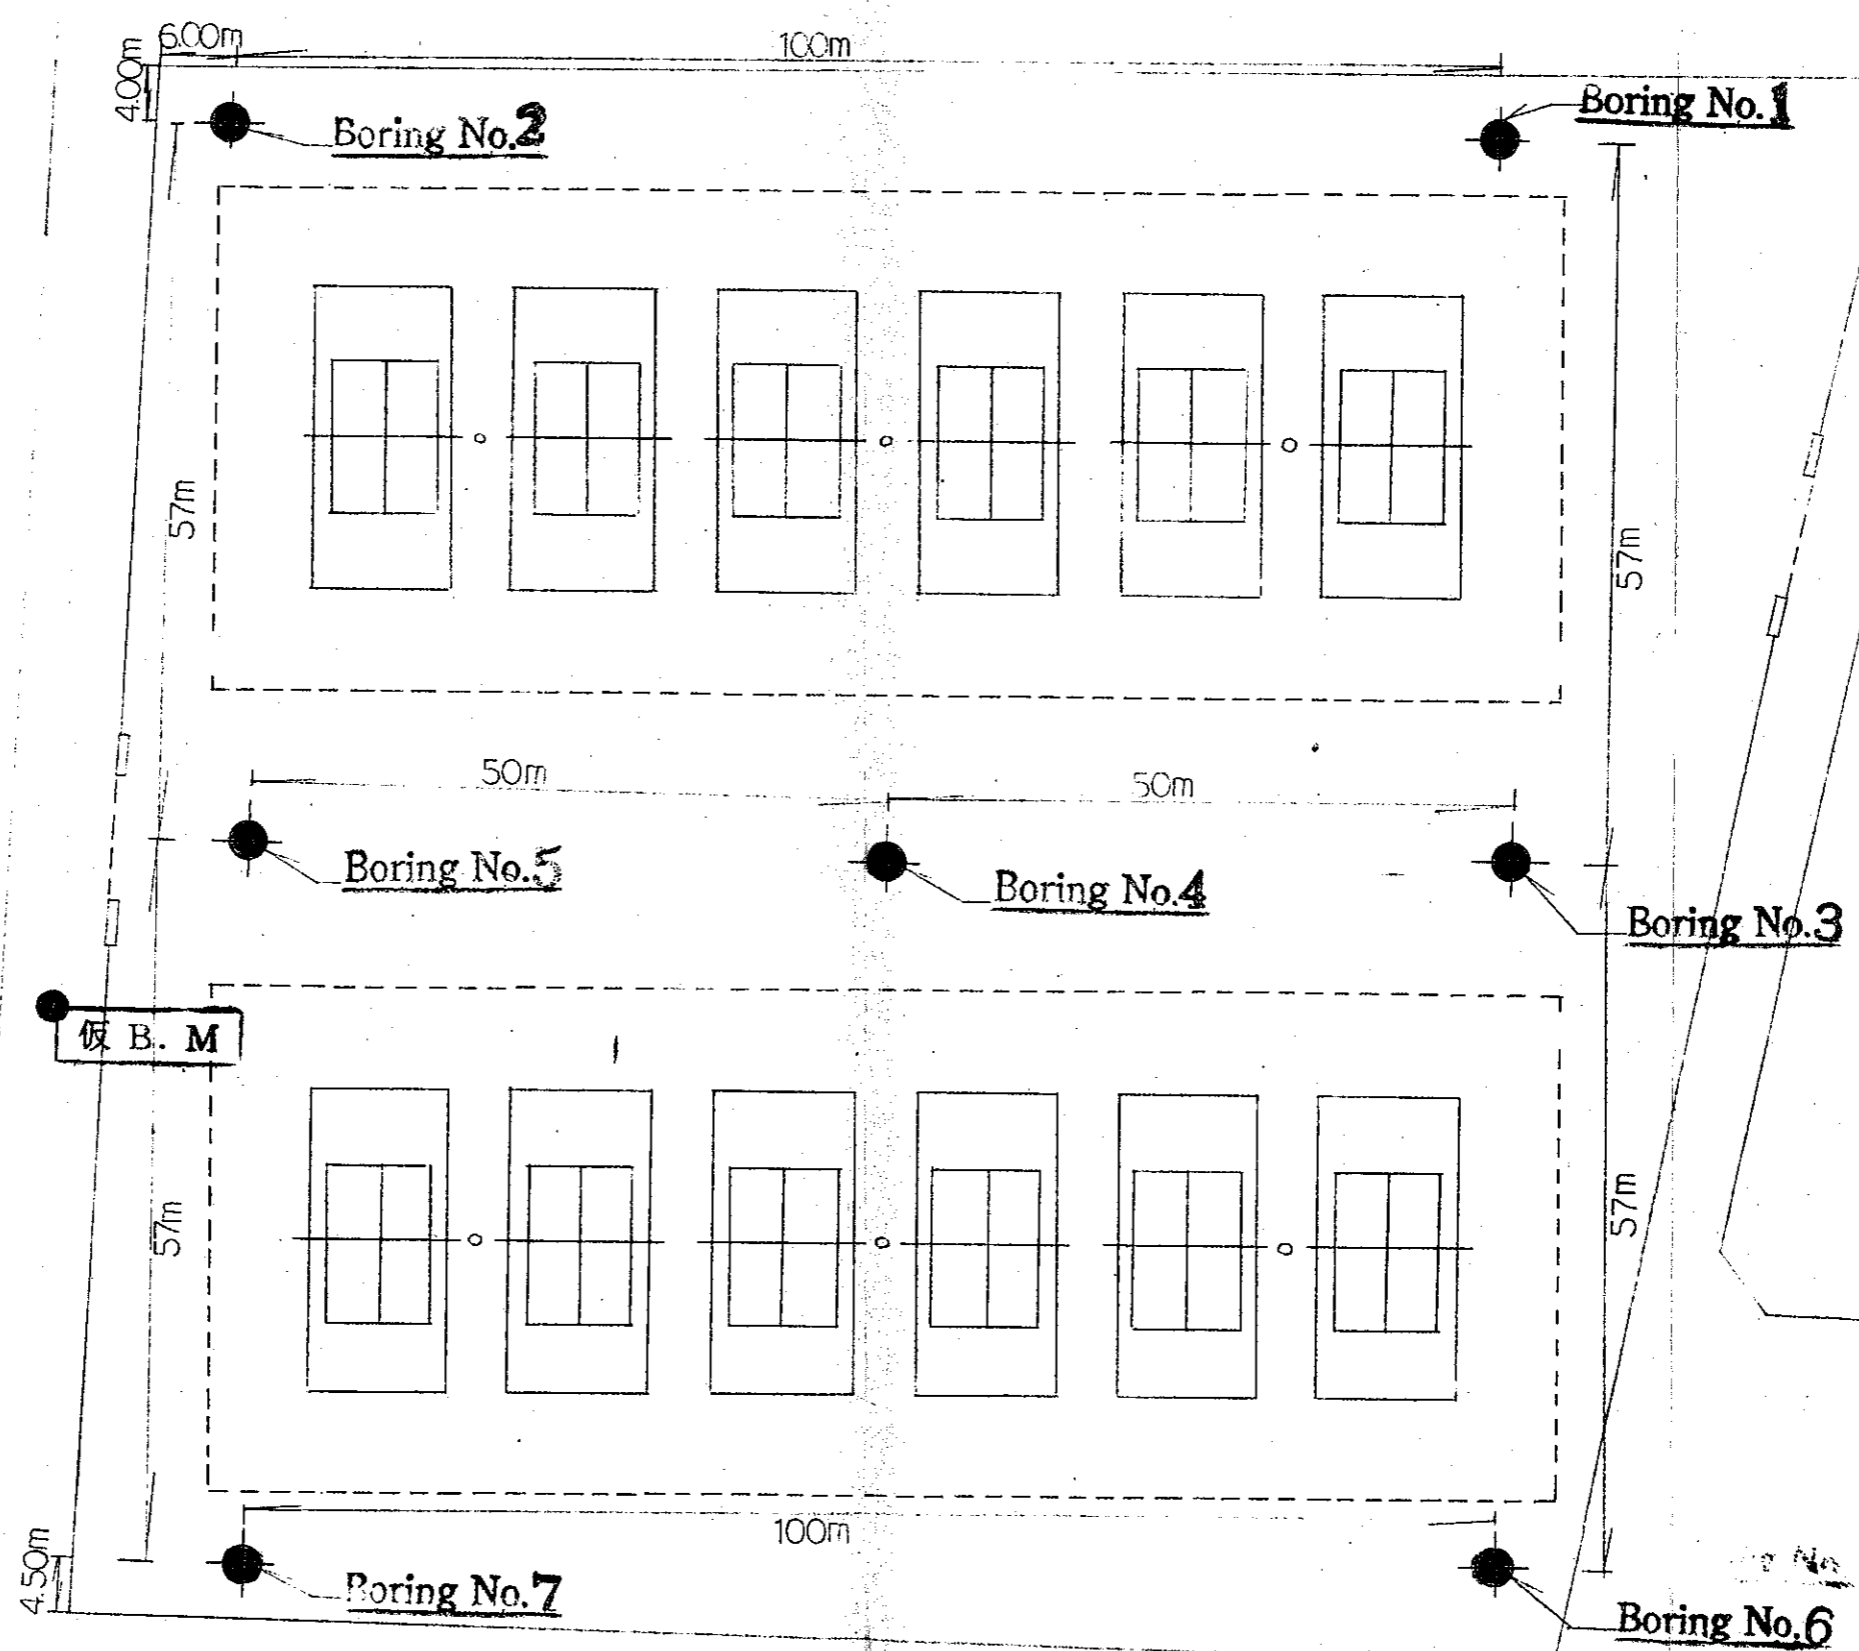 6.00m
100m
4.00m
Boring No.2
Boring No.1
57m
57m
50m
50m
Boring No.5
Boring No.4
Boring No.3
仮 B. M
57m
57m
100m
4.50m
Boring No.7
No
Boring No.6